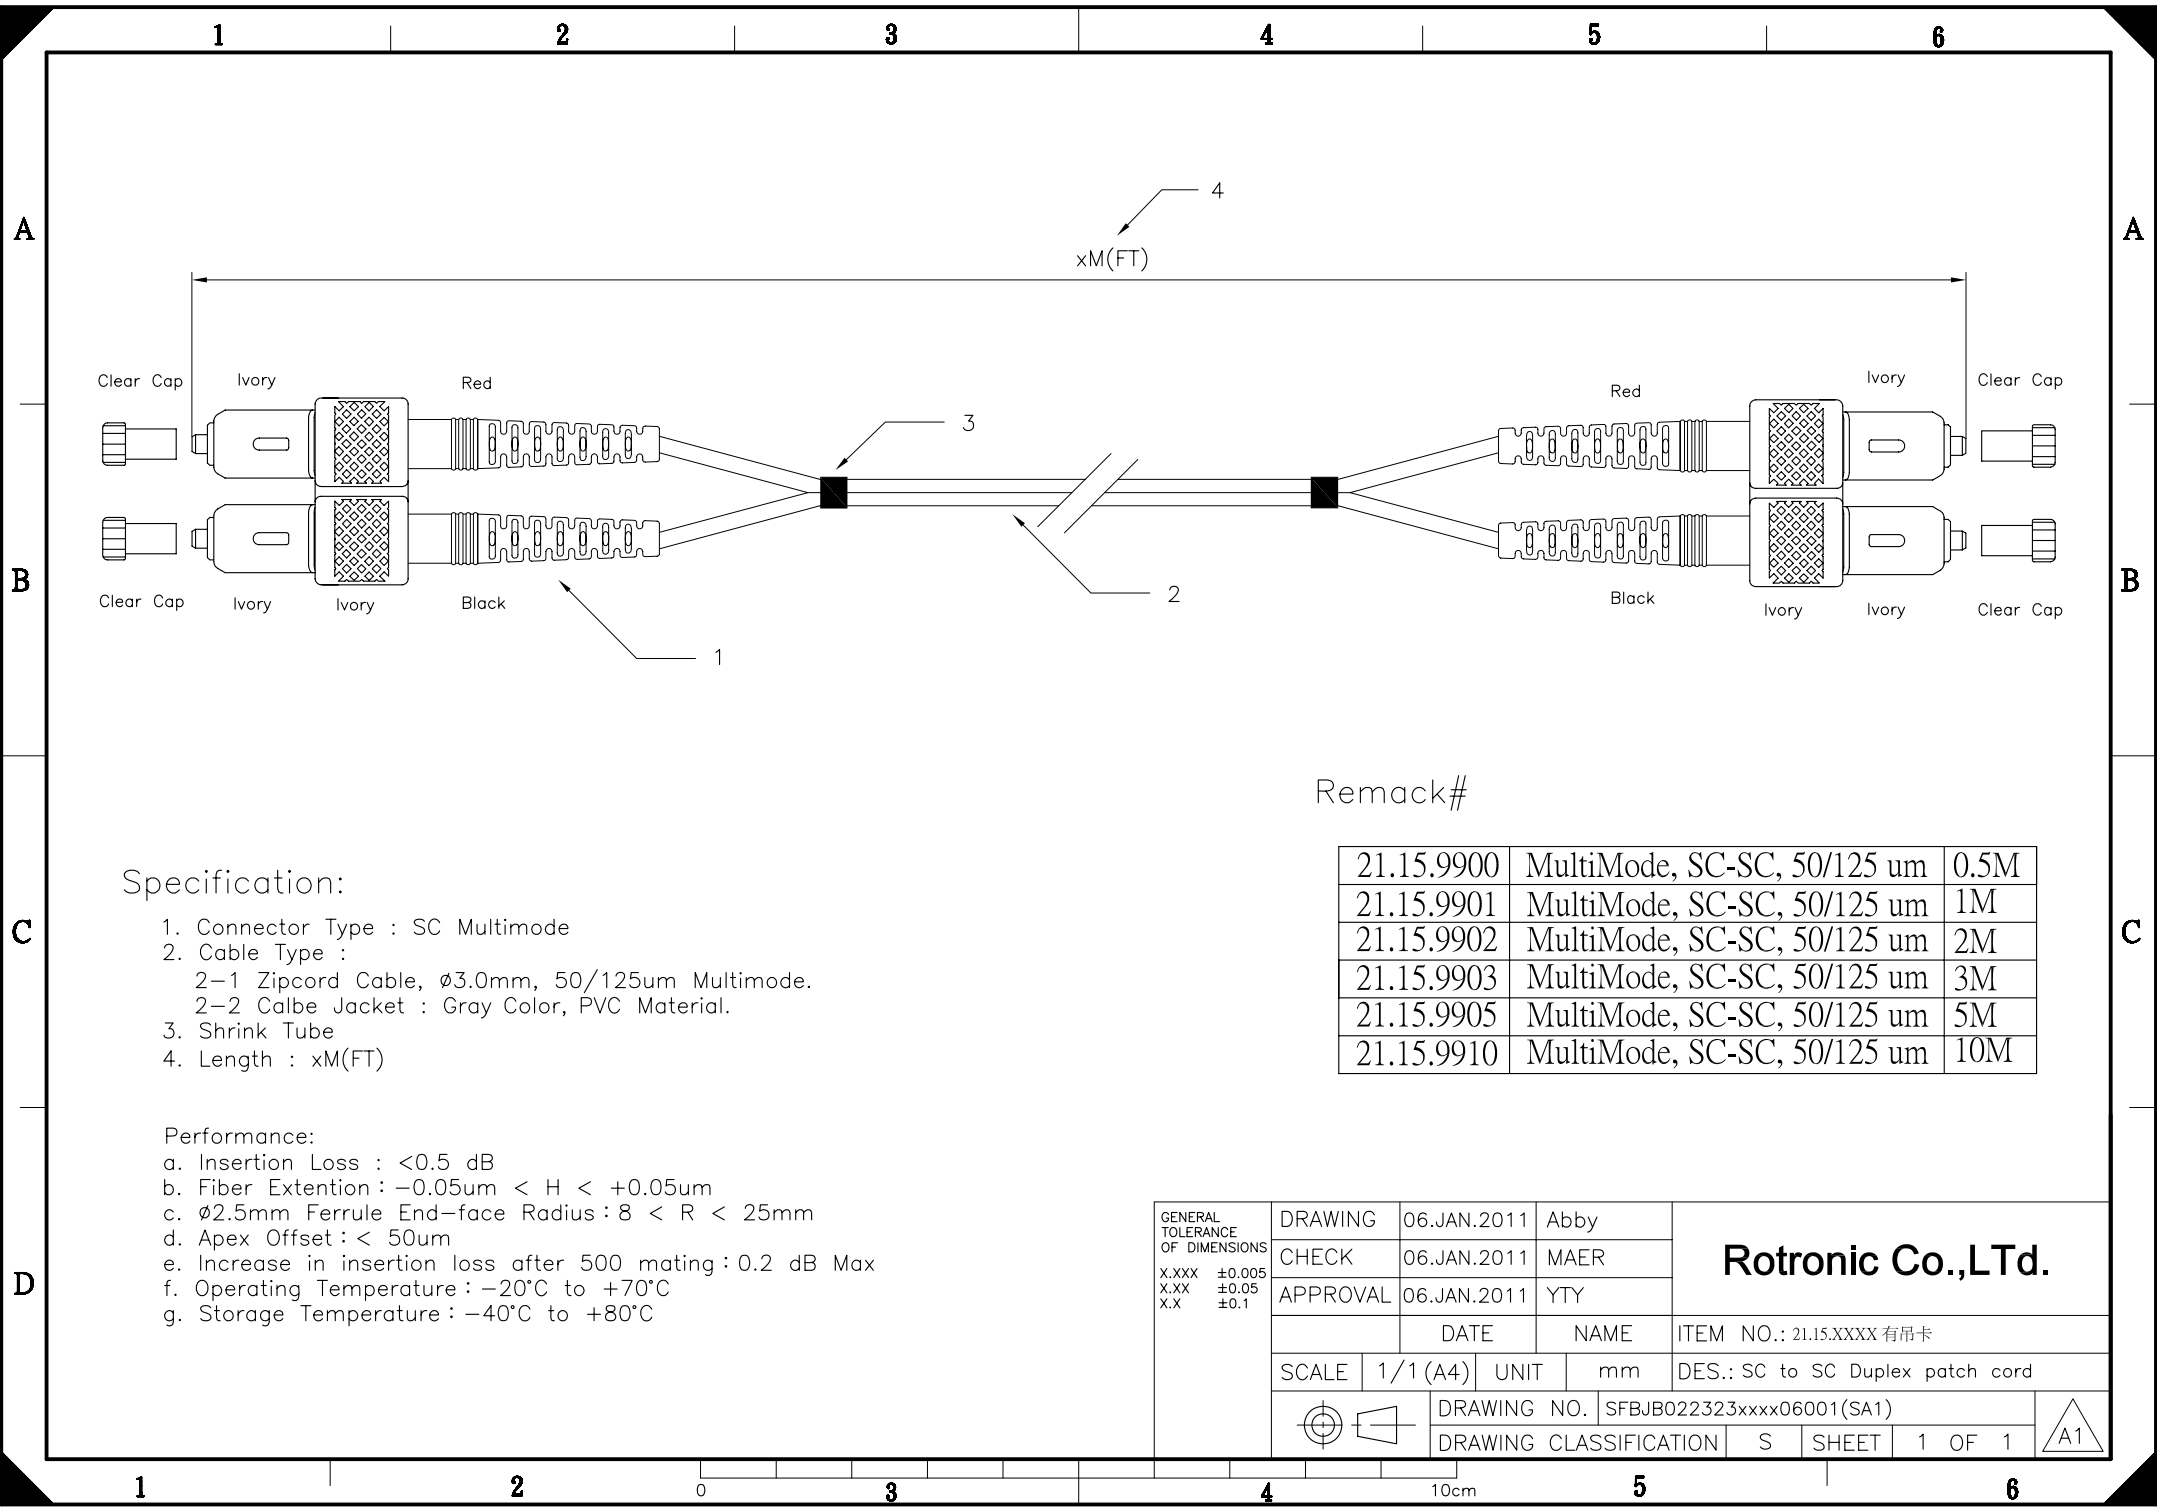 1 2 3 4 5 6
A A
4
xM(FT)
Clear Cap Ivory Red Red Ivory Clear Cap
3
B B
2
Clear Cap Ivory Ivory Black Black Ivory Ivory Clear Cap
1
Remack#
21.15.9900 MultiMode, SC-SC, 50/125 um 0.5M
21.15.9901 MultiMode, SC-SC, 50/125 um 1M
21.15.9902 MultiMode, SC-SC, 50/125 um 2M
21.15.9903 MultiMode, SC-SC, 50/125 um 3M
21.15.9905 MultiMode, SC-SC, 50/125 um 5M
21.15.9910 MultiMode, SC-SC, 50/125 um 10M
C C
Specification:
1. Connector Type : SC Multimode
2. Cable Type :
2-1 Zipcord Cable, ø3.0mm, 50/125um Multimode.
2-2 Calbe Jacket : Gray Color, PVC Material.
3. Shrink Tube
4. Length : xM(FT)
Performance:
a. Insertion Loss : <0.5 dB
b. Fiber Extention : -0.05um < H < +0.05um
c. ø2.5mm Ferrule End-face Radius : 8 < R < 25mm
d. Apex Offset : < 50um
e. Increase in insertion loss after 500 mating : 0.2 dB Max
f. Operating Temperature : -20°C to +70°C
g. Storage Temperature : -40°C to +80°C
D
GENERAL
TOLERANCE
OF DIMENSIONS
X.XXX ±0.005
X.XX ±0.05
X.X ±0.1
DRAWING 06.JAN.2011 Abby
CHECK 06.JAN.2011 MAER
APPROVAL 06.JAN.2011 YTY
DATE NAME
Rotronic Co.,LTd.
ITEM NO.: 21.15.XXXX 有吊卡
SCALE 1/1(A4) UNIT mm
DES.: SC to SC Duplex patch cord
DRAWING NO. SFBJB022323xxxx06001(SA1)
DRAWING CLASSIFICATION S SHEET 1 OF 1
A1
D
1 2 3 4 5 6
0 10cm